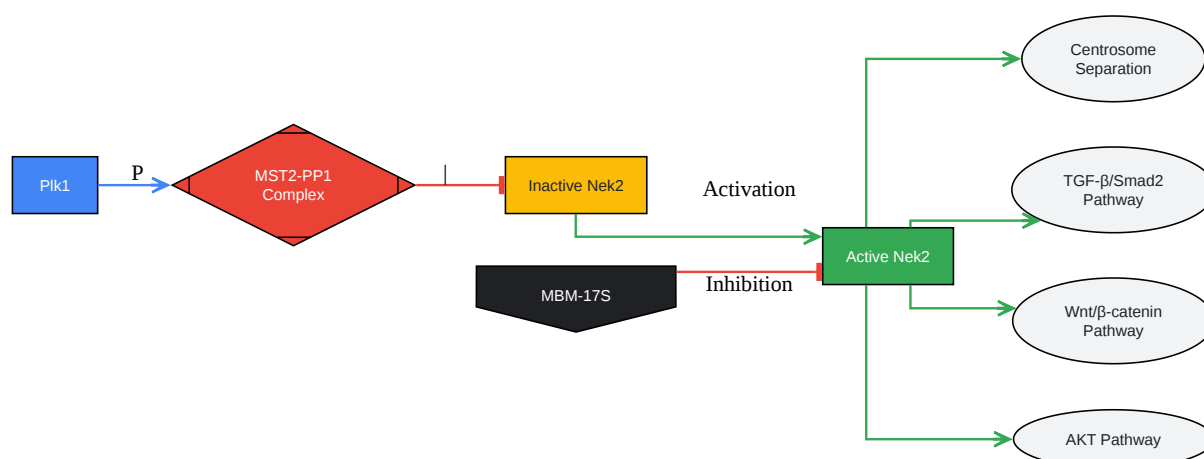 Centrosome
Separation
Plk1
P
MST2-PP1
Complex
|
Inactive Nek2
Activation
TGF-β/Smad2
Pathway
Active Nek2
MBM-17S
Inhibition
Wnt/β-catenin
Pathway
AKT Pathway